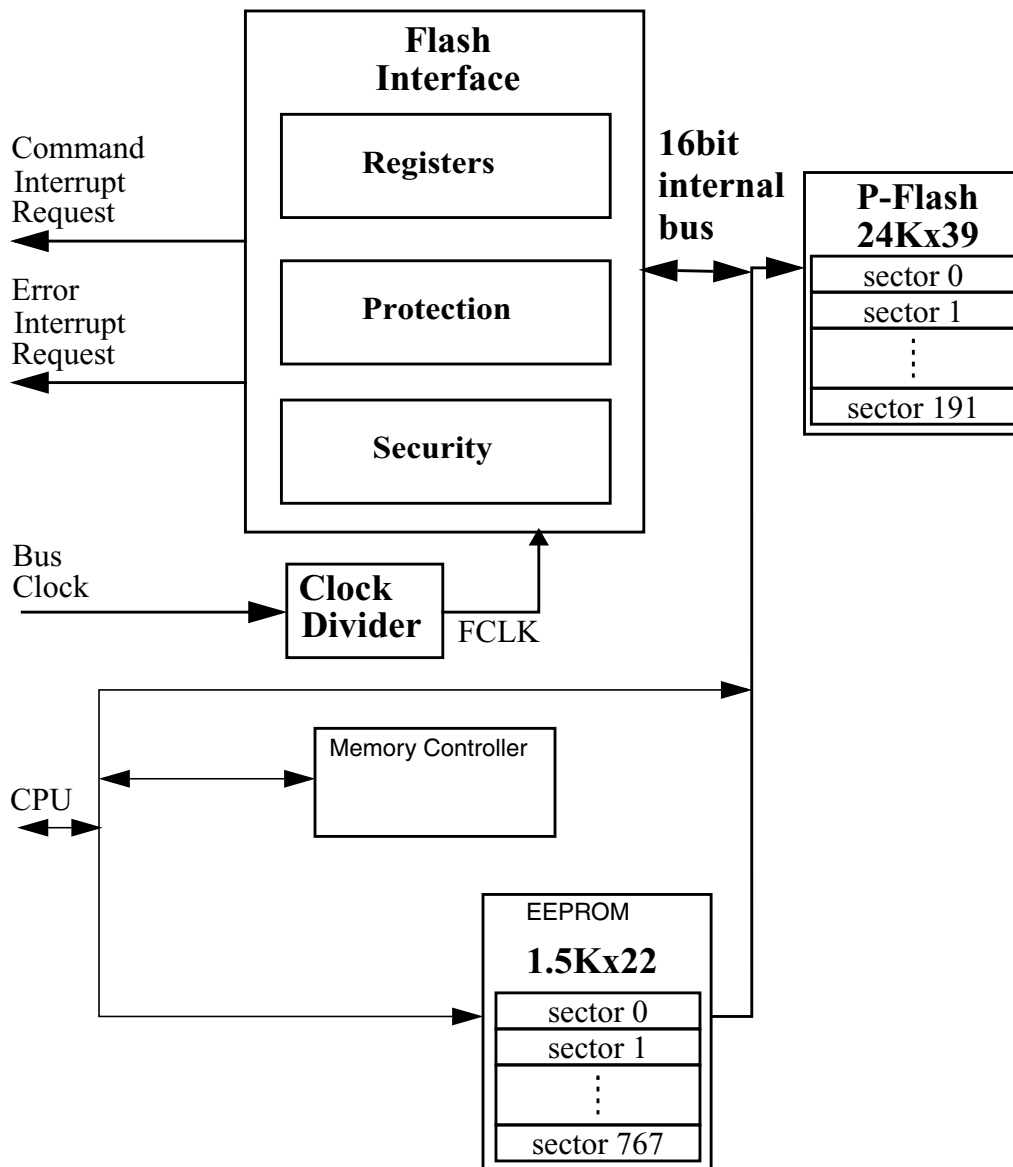 Flash
Interface
Registers
Protection
Security
Command
Interrupt
Request
Error
Interrupt
Request
16bit
internal
bus
P-Flash
24Kx39
sector 0
sector 1
sector 191
Bus
Clock
Clock
Divider
FCLK
Memory Controller
CPU
EEPROM
1.5Kx22
sector 0
sector 1
sector 767